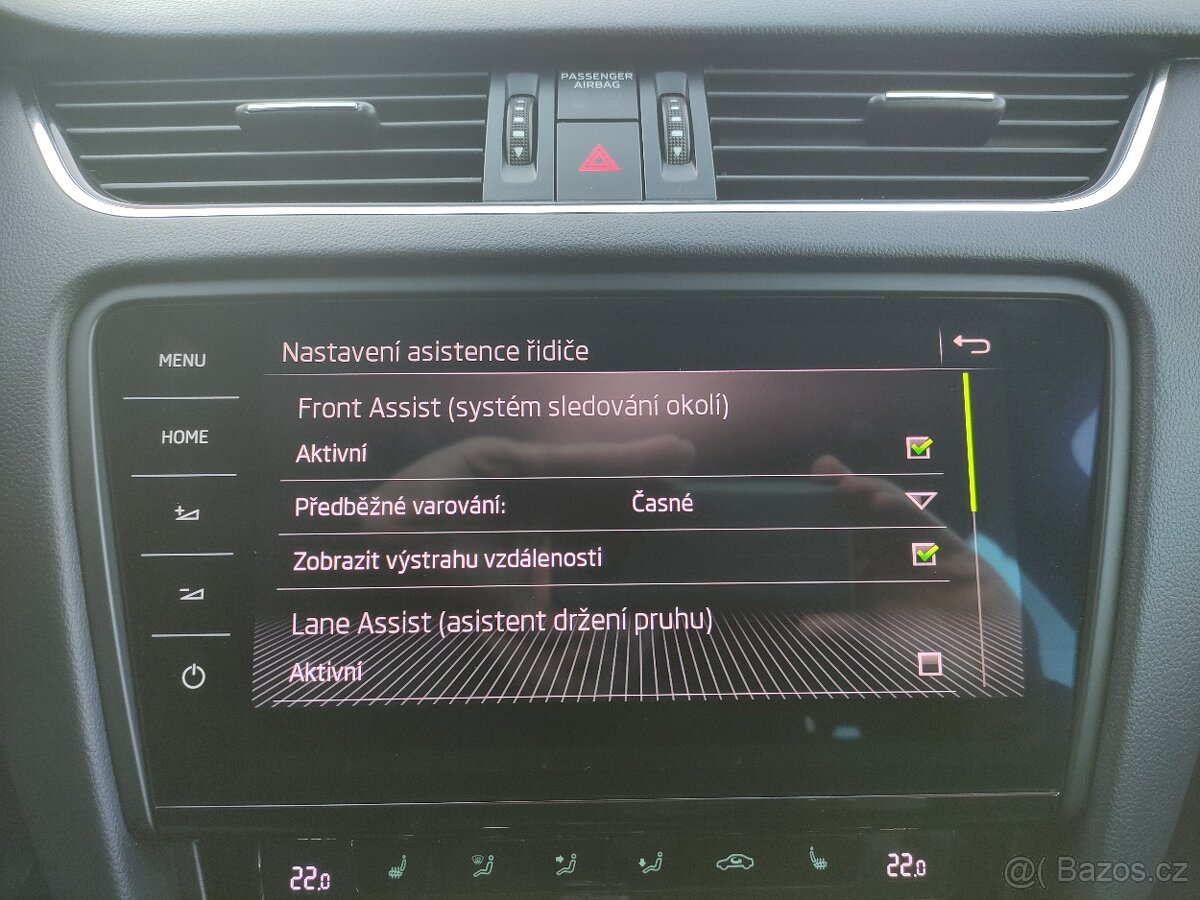 PASSENGER
AIRBAG
MENU
HOME
Nastavení asistence řidiče
Front Assist (systém sledování okolí)
Aktivní
Předběžné varování: Časné
Zobrazit výstrahu vzdálenosti
Lane Assist (asistent držení pruhu)
Aktivní
22.0
22.0
@( Bazos.cz